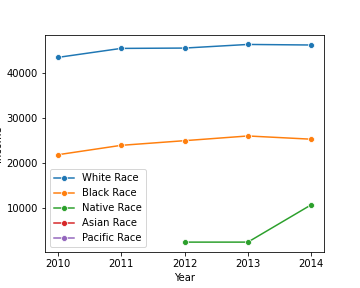 40000
30000
20000
10000
White Race
Black Race
Native Race
Asian Race
Pacific Race
2010 2011 2012 2013 2014
Year